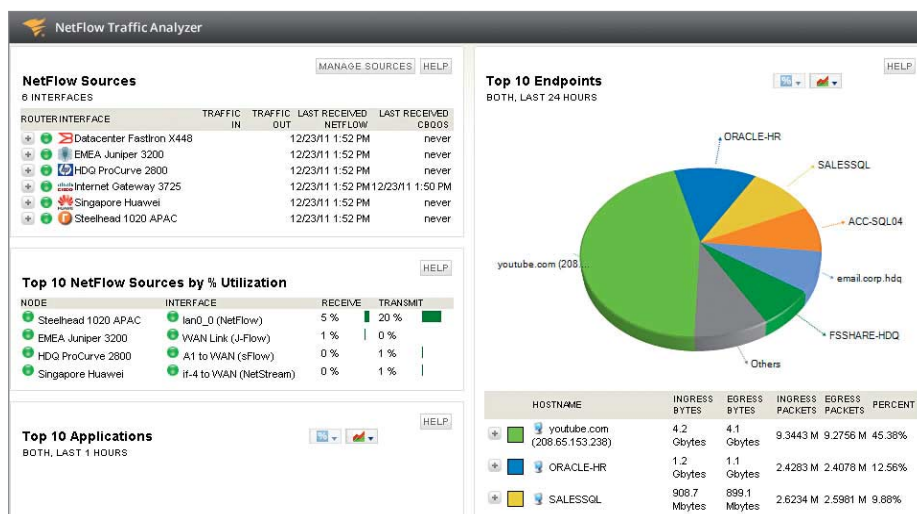 NetFlow Traffic Analyzer
MANAGE SOURCES HELP
NetFlow Sources
6 INTERFACES
ROUTER INTERFACE TRAFFIC IN TRAFFIC OUT LAST RECEIVED NETFLOW LAST RECEIVED CBQOS
Datacenter FastIron X448 12/23/11 1:52 PM never
EMEA Juniper 3200 12/23/11 1:52 PM never
HDQ ProCurve 2800 12/23/11 1:52 PM never
Internet Gateway 3725 12/23/11 1:52 PM 12/23/11 1:50 PM
Singapore Huawei 12/23/11 1:52 PM never
Steelhead 1020 APAC 12/23/11 1:52 PM never
HELP
Top 10 NetFlow Sources by % Utilization
NODE INTERFACE RECEIVE TRANSMIT
Steelhead 1020 APAC lan0_0 (NetFlow) 5 % 20 %
EMEA Juniper 3200 WAN Link (J-Flow) 1 % 0 %
HDQ ProCurve 2800 A1 to WAN (sFlow) 0 % 1 %
Singapore Huawei if-4 to WAN (NetStream) 0 % 1 %
HELP
Top 10 Applications
BOTH, LAST 1 HOURS
HELP
Top 10 Endpoints
BOTH, LAST 24 HOURS
ORACLE-HR
SALESSQL
ACC-SQL04
youtube.com (208....
email.corp.hdq
FSSHARE-HDQ
Others
HOSTNAME INGRESS BYTES EGRESS BYTES INGRESS PACKETS EGRESS PACKETS PERCENT
youtube.com (208.65.153.238) 4.2 Gbytes 4.1 Gbytes 9.3443 M 9.2756 M 45.38%
ORACLE-HR 1.2 Gbytes 1.1 Gbytes 2.4283 M 2.4078 M 12.56%
SALESSQL 908.7 Mbytes 899.1 Mbytes 2.6234 M 2.5981 M 9.88%